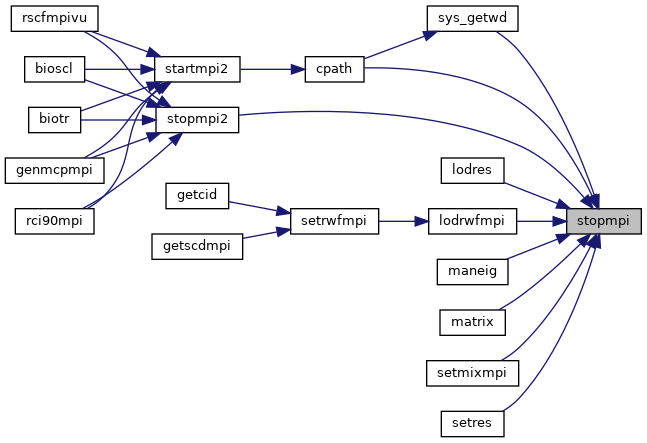 rscfmpivu
sys_getwd
bioscl
startmpi2
cpath
biotr
stopmpi2
genmcpmpi
lodres
getcid
rci90mpi
setrwfmpi
lodrwfmpi
stopmpi
getscdmpi
maneig
matrix
setmixmpi
setres